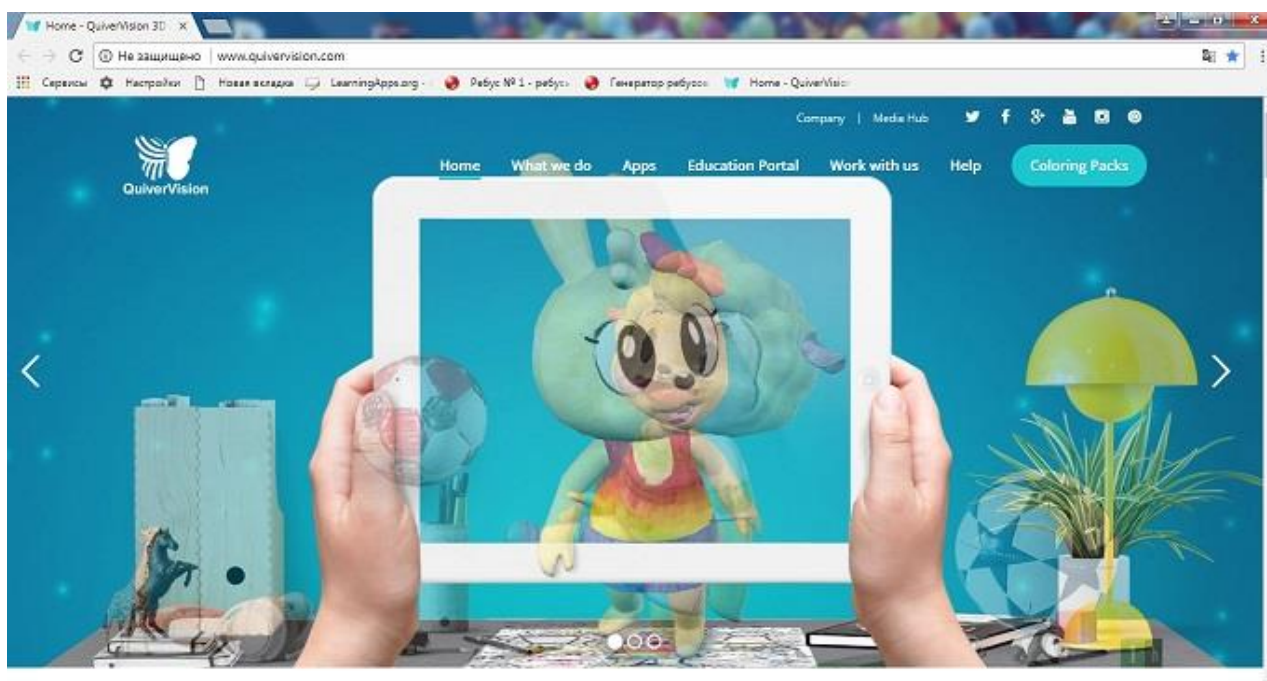 Home - QuiverVision 3D
Не защищено | www.quivervision.com
Сервисы Настройки Новая вкладка LearningApps.org - Ребус № 1 - ребус Генератор ребусов Home - QuiverVision
Company | Media Hub
QuiverVision
Home What we do Apps Education Portal Work with us Help Coloring Packs